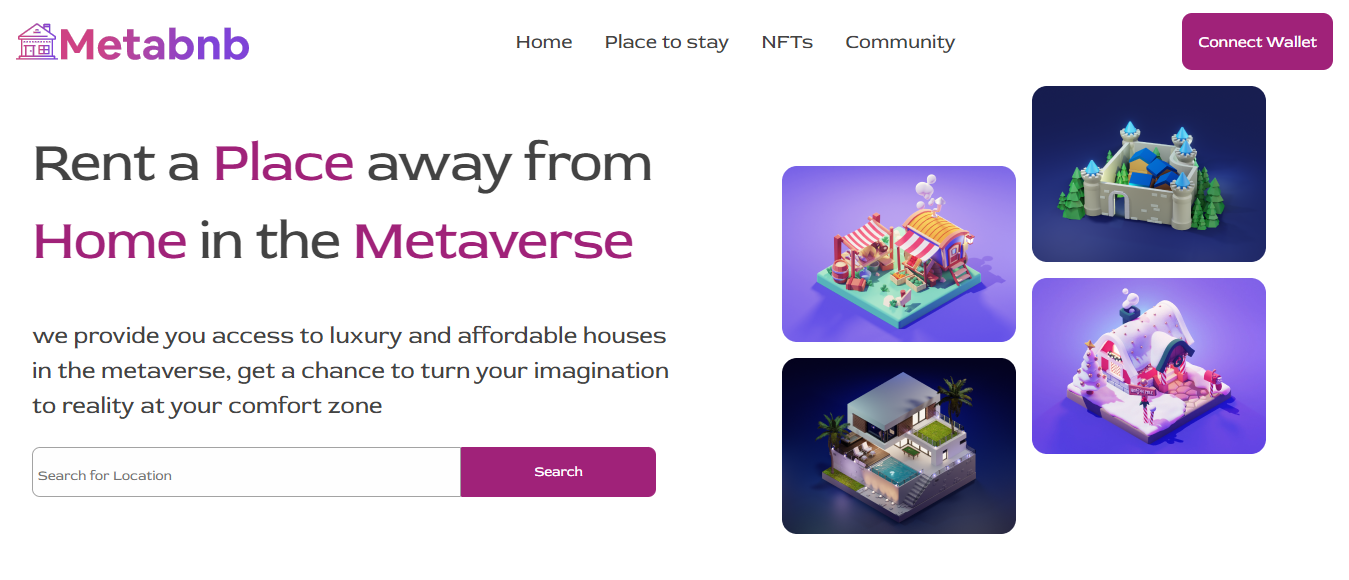 Metabnb
Home
Place to stay
NFTs
Community
Connect Wallet
Rent a Place away from
Home in the Metaverse
we provide you access to luxury and affordable houses
in the metaverse, get a chance to turn your imagination
to reality at your comfort zone
Search for Location
Search